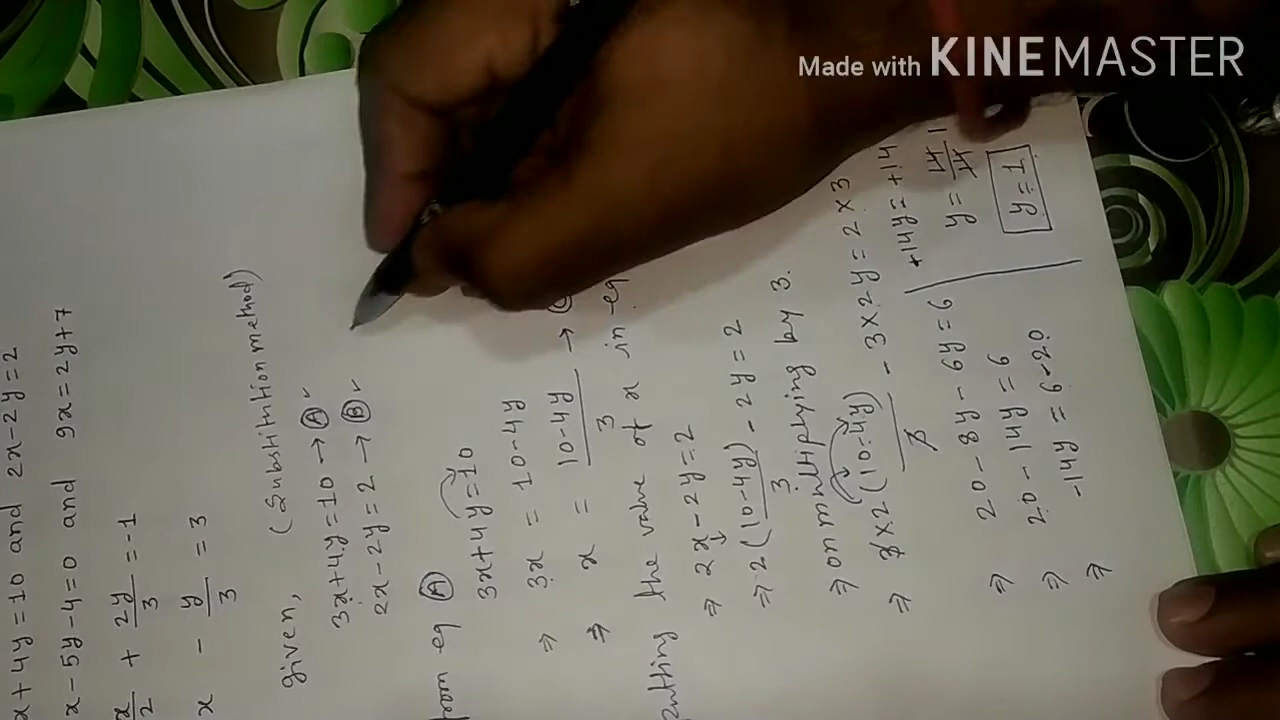 Made with KINEMASTER
x + 4y = 10 and 2x - 2y = 2
x - 5y - 4 = 0 and 9x = 2y + 7
x/2 + 2y/3 = -1
x - y/3 = 3
given, (Substitution method)
3x + 4y = 10 → Ⓐ ✓
2x - 2y = 2 → Ⓑ ✓
from eq Ⓐ
3x + 4y = 10
⇒ 3x = 10 - 4y
⇒ x = 10 - 4y / 3 → Ⓒ
Putting the value of x in eq
⇒ 2x - 2y = 2
⇒ 2(10 - 4y)/3 - 2y = 2
⇒ on multiplying by 3.
⇒ 3 × 2(10 - 4y)/3 - 3 × 2y = 2 × 3
⇒ 20 - 8y - 6y = 6
⇒ 20 - 14y = 6
⇒ -14y = 6 - 20
+14y = +14
y = 14/14 1
y = 1